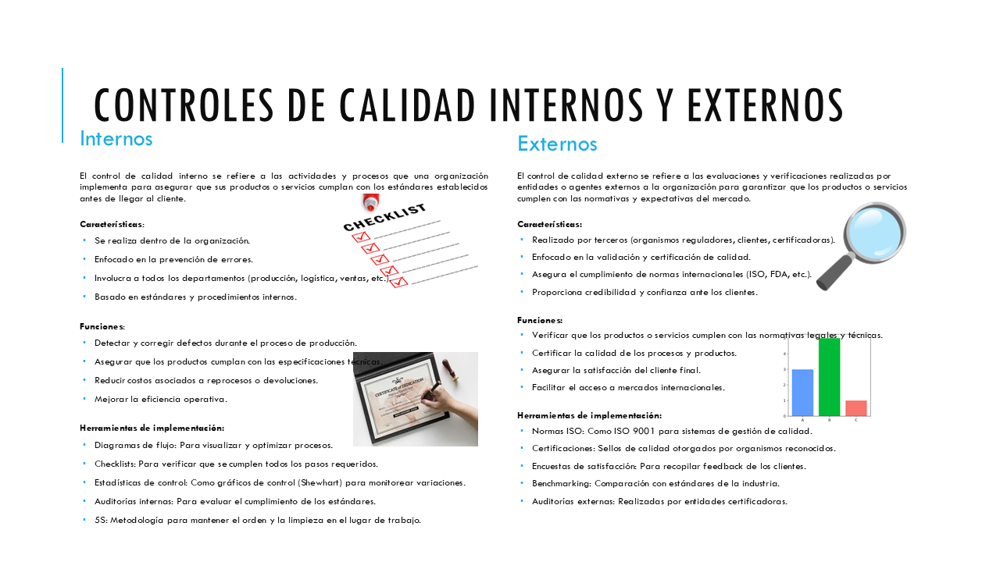 CONTROLES DE CALIDAD INTERNOS Y EXTERNOS
Internos
El control de calidad interno se refiere a las actividades y procesos que una organización
implementa para asegurar que sus productos o servicios cumplan con los estándares establecidos
antes de llegar al cliente.
Características:
Se realiza dentro de la organización.
Enfocado en la prevención de errores.
Involucra a todos los departamentos (producción, logística, ventas, etc.).
Basado en estándares y procedimientos internos.
Funciones:
Detectar y corregir defectos durante el proceso de producción.
Asegurar que los productos cumplan con las especificaciones técnicas.
Reducir costos asociados a reprocesos o devoluciones.
Mejorar la eficiencia operativa.
Herramientas de implementación:
Diagramas de flujo: Para visualizar y optimizar procesos.
Checklists: Para verificar que se cumplen todos los pasos requeridos.
Estadísticas de control: Como gráficos de control (Shewhart) para monitorear variaciones.
Auditorías internas: Para evaluar el cumplimiento de los estándares.
5S: Metodología para mantener el orden y la limpieza en el lugar de trabajo.
CHECKLIST
CERTIFICATE of DEDICATION
Externos
El control de calidad externo se refiere a las evaluaciones y verificaciones realizadas por
entidades o agentes externos a la organización para garantizar que los productos o servicios
cumplen con las normativas y expectativas del mercado.
Características:
Realizado por terceros (organismos reguladores, clientes, certificadoras).
Enfocado en la validación y certificación de calidad.
Asegura el cumplimiento de normas internacionales (ISO, FDA, etc.).
Proporciona credibilidad y confianza ante los clientes.
Funciones:
Verificar que los productos o servicios cumplen con las normativas legales y técnicas.
Certificar la calidad de los procesos y productos.
Asegurar la satisfacción del cliente final.
Facilitar el acceso a mercados internacionales.
Herramientas de implementación:
Normas ISO: Como ISO 9001 para sistemas de gestión de calidad.
Certificaciones: Sellos de calidad otorgados por organismos reconocidos.
Encuestas de satisfacción: Para recopilar feedback de los clientes.
Benchmarking: Comparación con estándares de la industria.
Auditorías externas: Realizadas por entidades certificadoras.
5
4
3
2
1
0
A B C